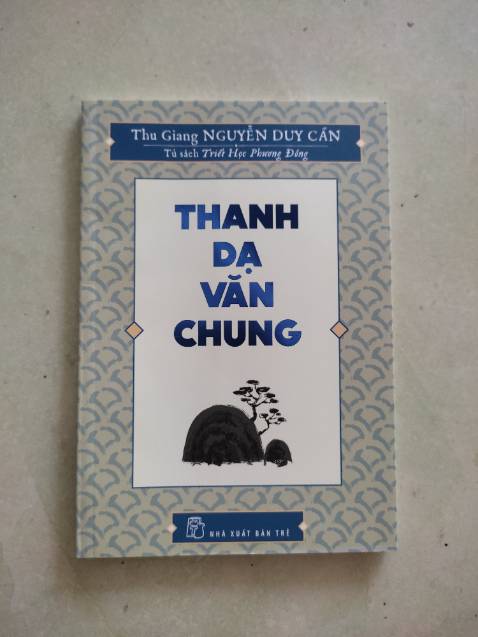 Thu Giang NGUYỄN DUY CẦN
Tủ sách Triết Học Phương Đông
THANH
DẠ
VĂN
CHUNG
NHÀ XUẤT BẢN TRẺ